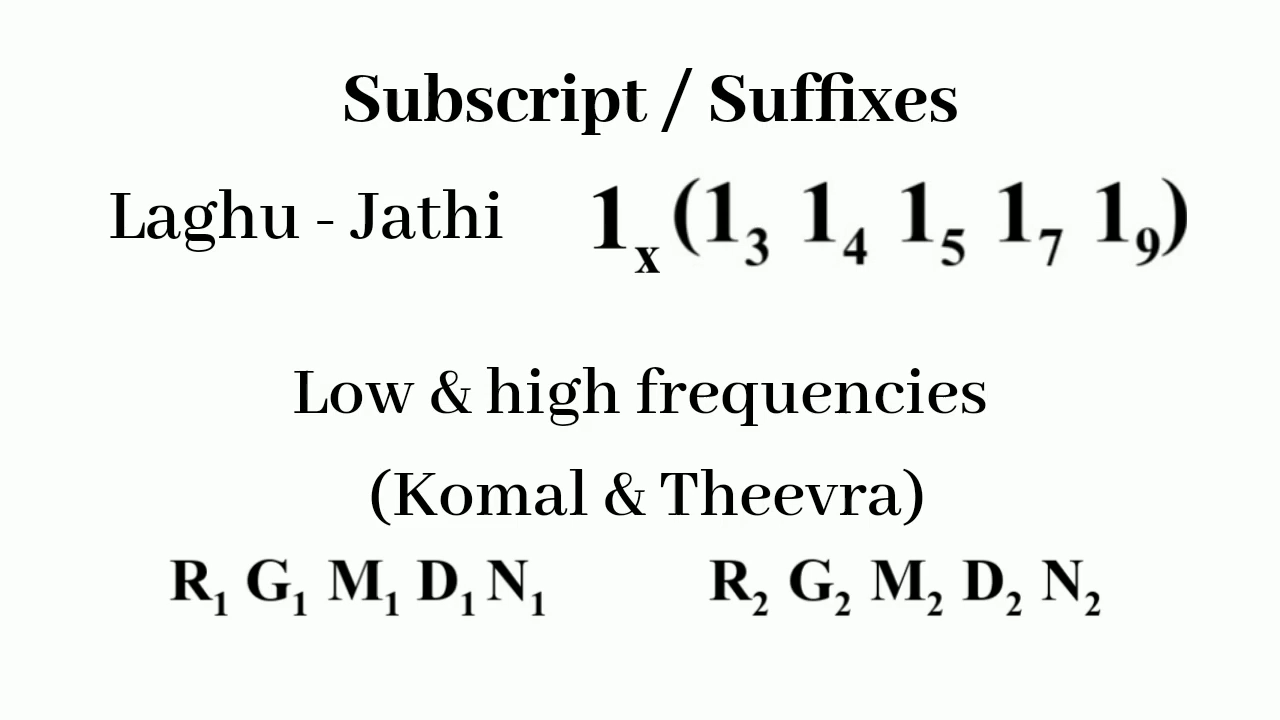 Subscript / Suffixes
Laghu - Jathi 1ₓ (1₃ 1₄ 1₅ 1₇ 1₉)
Low & high frequencies
(Komal & Theevra)
R₁ G₁ M₁ D₁ N₁ R₂ G₂ M₂ D₂ N₂